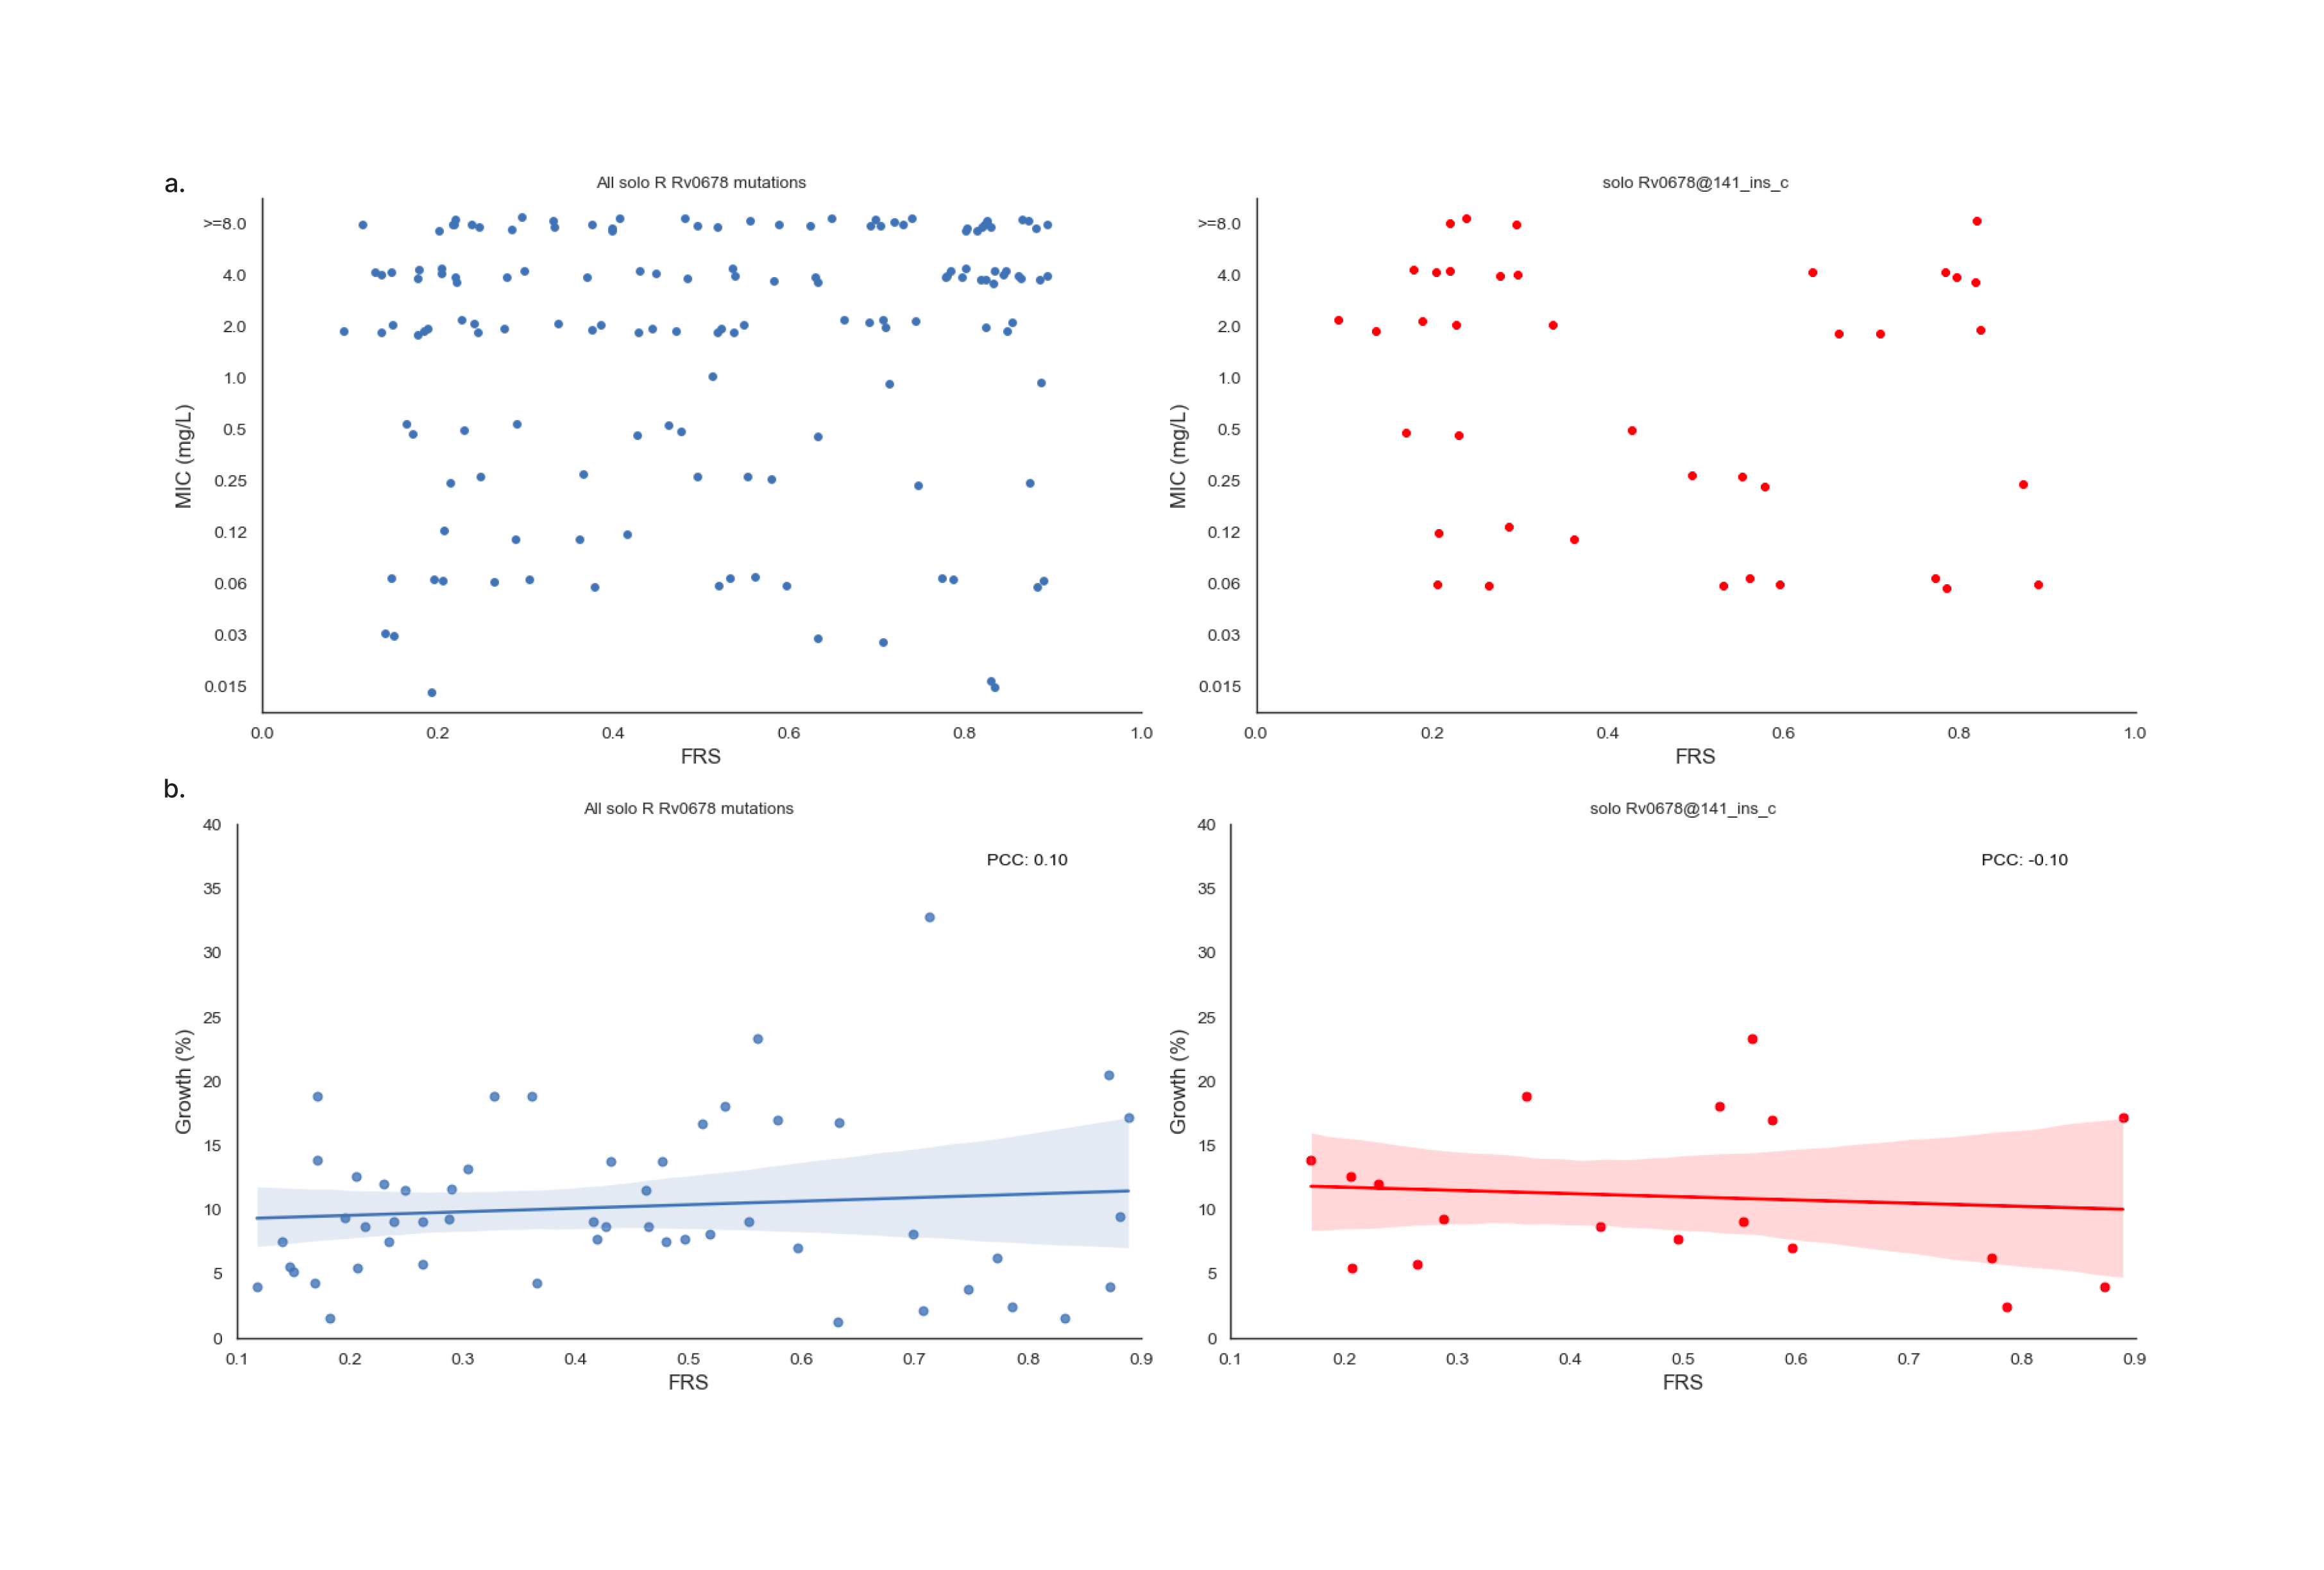 a.
All solo R Rv0678 mutations
MIC (mg/L)
>=8.0
4.0
2.0
1.0
0.5
0.25
0.12
0.06
0.03
0.015
0.0 0.2 0.4 0.6 0.8 1.0
FRS
solo Rv0678@141_ins_c
MIC (mg/L)
>=8.0
4.0
2.0
1.0
0.5
0.25
0.12
0.06
0.03
0.015
0.0 0.2 0.4 0.6 0.8 1.0
FRS
b.
All solo R Rv0678 mutations
PCC: 0.10
Growth (%)
40
35
30
25
20
15
10
5
0
0.1 0.2 0.3 0.4 0.5 0.6 0.7 0.8 0.9
FRS
solo Rv0678@141_ins_c
PCC: -0.10
Growth (%)
40
35
30
25
20
15
10
5
0
0.1 0.2 0.3 0.4 0.5 0.6 0.7 0.8 0.9
FRS